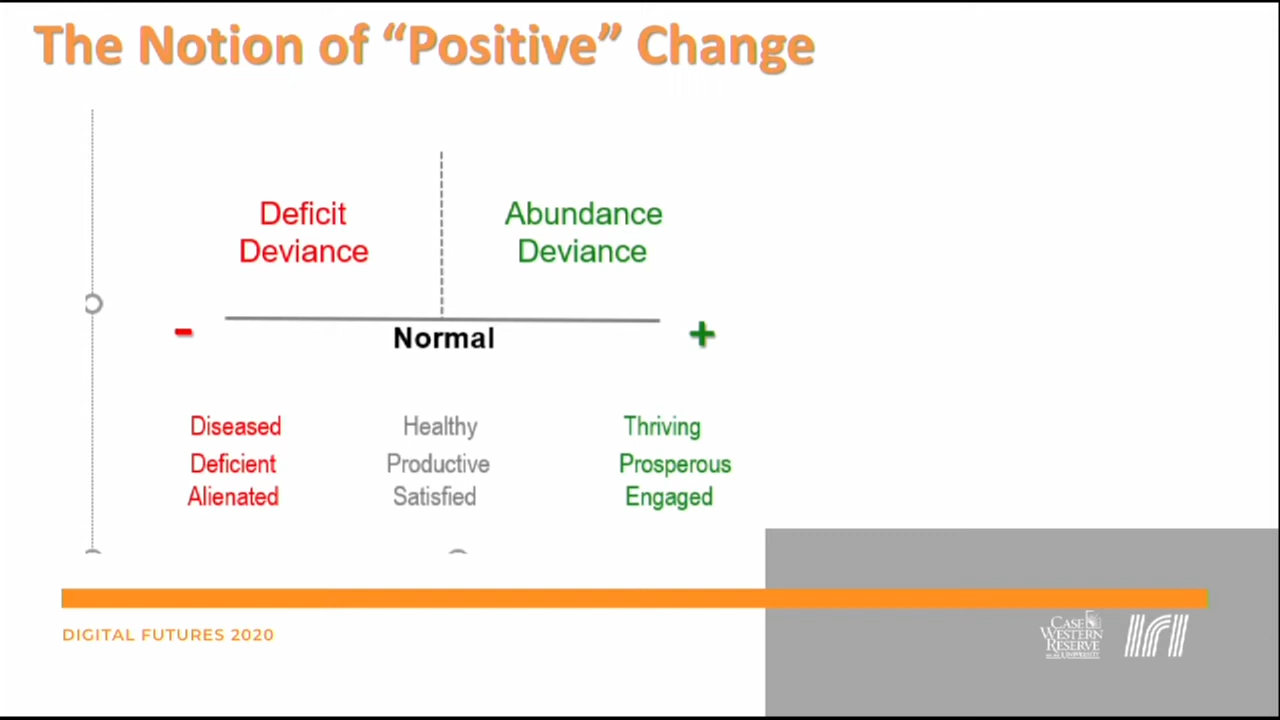 The Notion of “Positive” Change
Deficit
Deviance
Abundance
Deviance
-
Normal
+
Diseased
Healthy
Thriving
Deficient
Productive
Prosperous
Alienated
Satisfied
Engaged
DIGITAL FUTURES 2020
CASE
WESTERN
RESERVE
UNIVERSITY